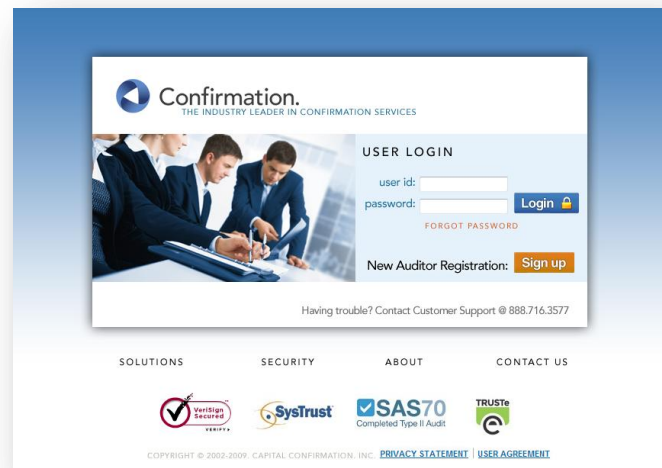 Confirmation.
THE INDUSTRY LEADER IN CONFIRMATION SERVICES
USER LOGIN
user id:
password:
Login
FORGOT PASSWORD
New Auditor Registration: Sign up
Having trouble? Contact Customer Support @ 888.716.3577
SOLUTIONS SECURITY ABOUT CONTACT US
VeriSign
Secured
VERIFY
SysTrust
SAS70
Completed Type II Audit
TRUSTe
COPYRIGHT © 2002-2009. CAPITAL CONFIRMATION. INC. PRIVACY STATEMENT | USER AGREEMENT